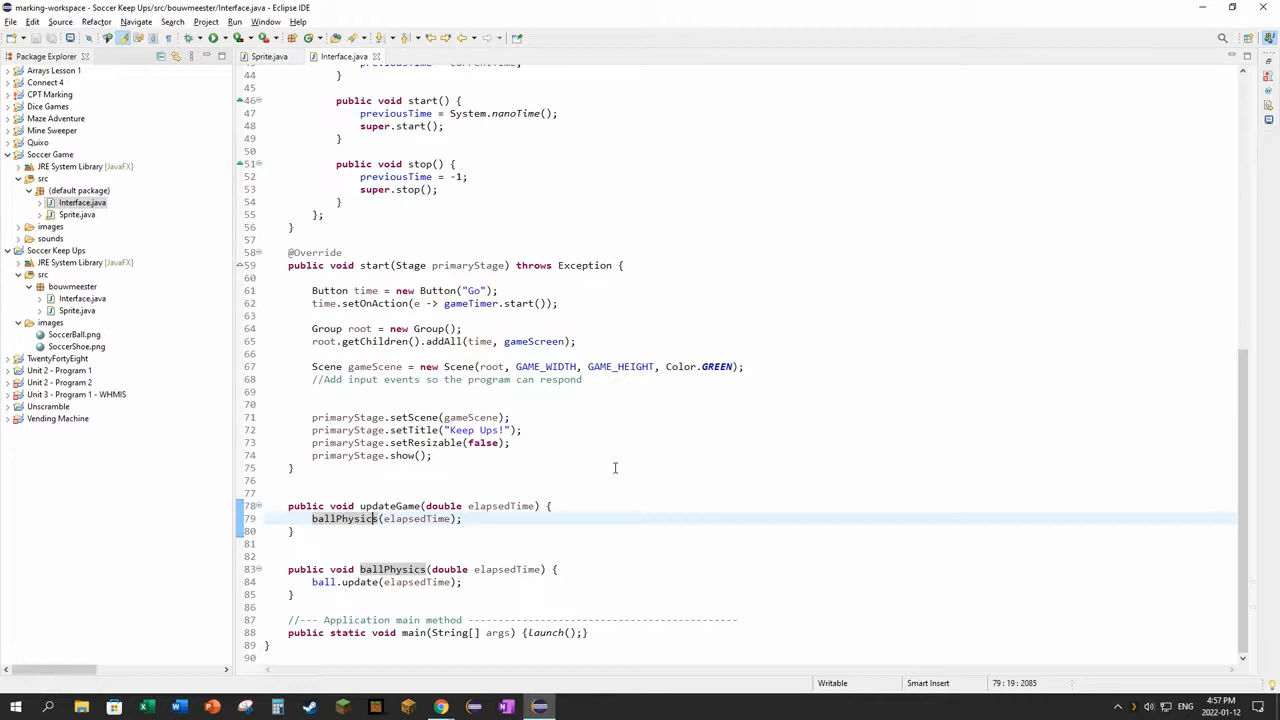 marking-workspace - Soccer Keep Ups/src/bouwmeester/Interface.java - Eclipse IDE
File Edit Source Refactor Navigate Search Project Run Window Help
Package Explorer
Sprite.java
Interface.java
Arrays Lesson 1
Connect 4
CPT Marking
Dice Games
Maze Adventure
Mine Sweeper
Quixo
Soccer Game
JRE System Library [JavaFX]
src
(default package)
Interface.java
Sprite.java
images
sounds
Soccer Keep Ups
JRE System Library [JavaFX]
src
bouwmeester
Interface.java
Sprite.java
images
SoccerBall.png
SoccerShoe.png
TwentyFortyEight
Unit 2 - Program 1
Unit 2 - Program 2
Unit 3 - Program 1 - WHMIS
Unscramble
Vending Machine
44 }
45
46 public void start() {
47 previousTime = System.nanoTime();
48 super.start();
49 }
50
51 public void stop() {
52 previousTime = -1;
53 super.stop();
54 }
55 };
56 }
57
58 @Override
59 public void start(Stage primaryStage) throws Exception {
60
61 Button time = new Button("Go");
62 time.setOnAction(e -> gameTimer.start());
63
64 Group root = new Group();
65 root.getChildren().addAll(time, gameScreen);
66
67 Scene gameScene = new Scene(root, GAME_WIDTH, GAME_HEIGHT, Color.GREEN);
68 //Add input events so the program can respond
69
70
71 primaryStage.setScene(gameScene);
72 primaryStage.setTitle("Keep Ups!");
73 primaryStage.setResizable(false);
74 primaryStage.show();
75 }
76
77
78 public void updateGame(double elapsedTime) {
79 ballPhysics(elapsedTime);
80 }
81
82
83 public void ballPhysics(double elapsedTime) {
84 ball.update(elapsedTime);
85 }
86
87 //--- Application main method ---------------------------------------------
88 public static void main(String[] args) {launch();}
89 }
90
Writable
Smart Insert
79 : 19 : 2085
4:57 PM
2022-01-12